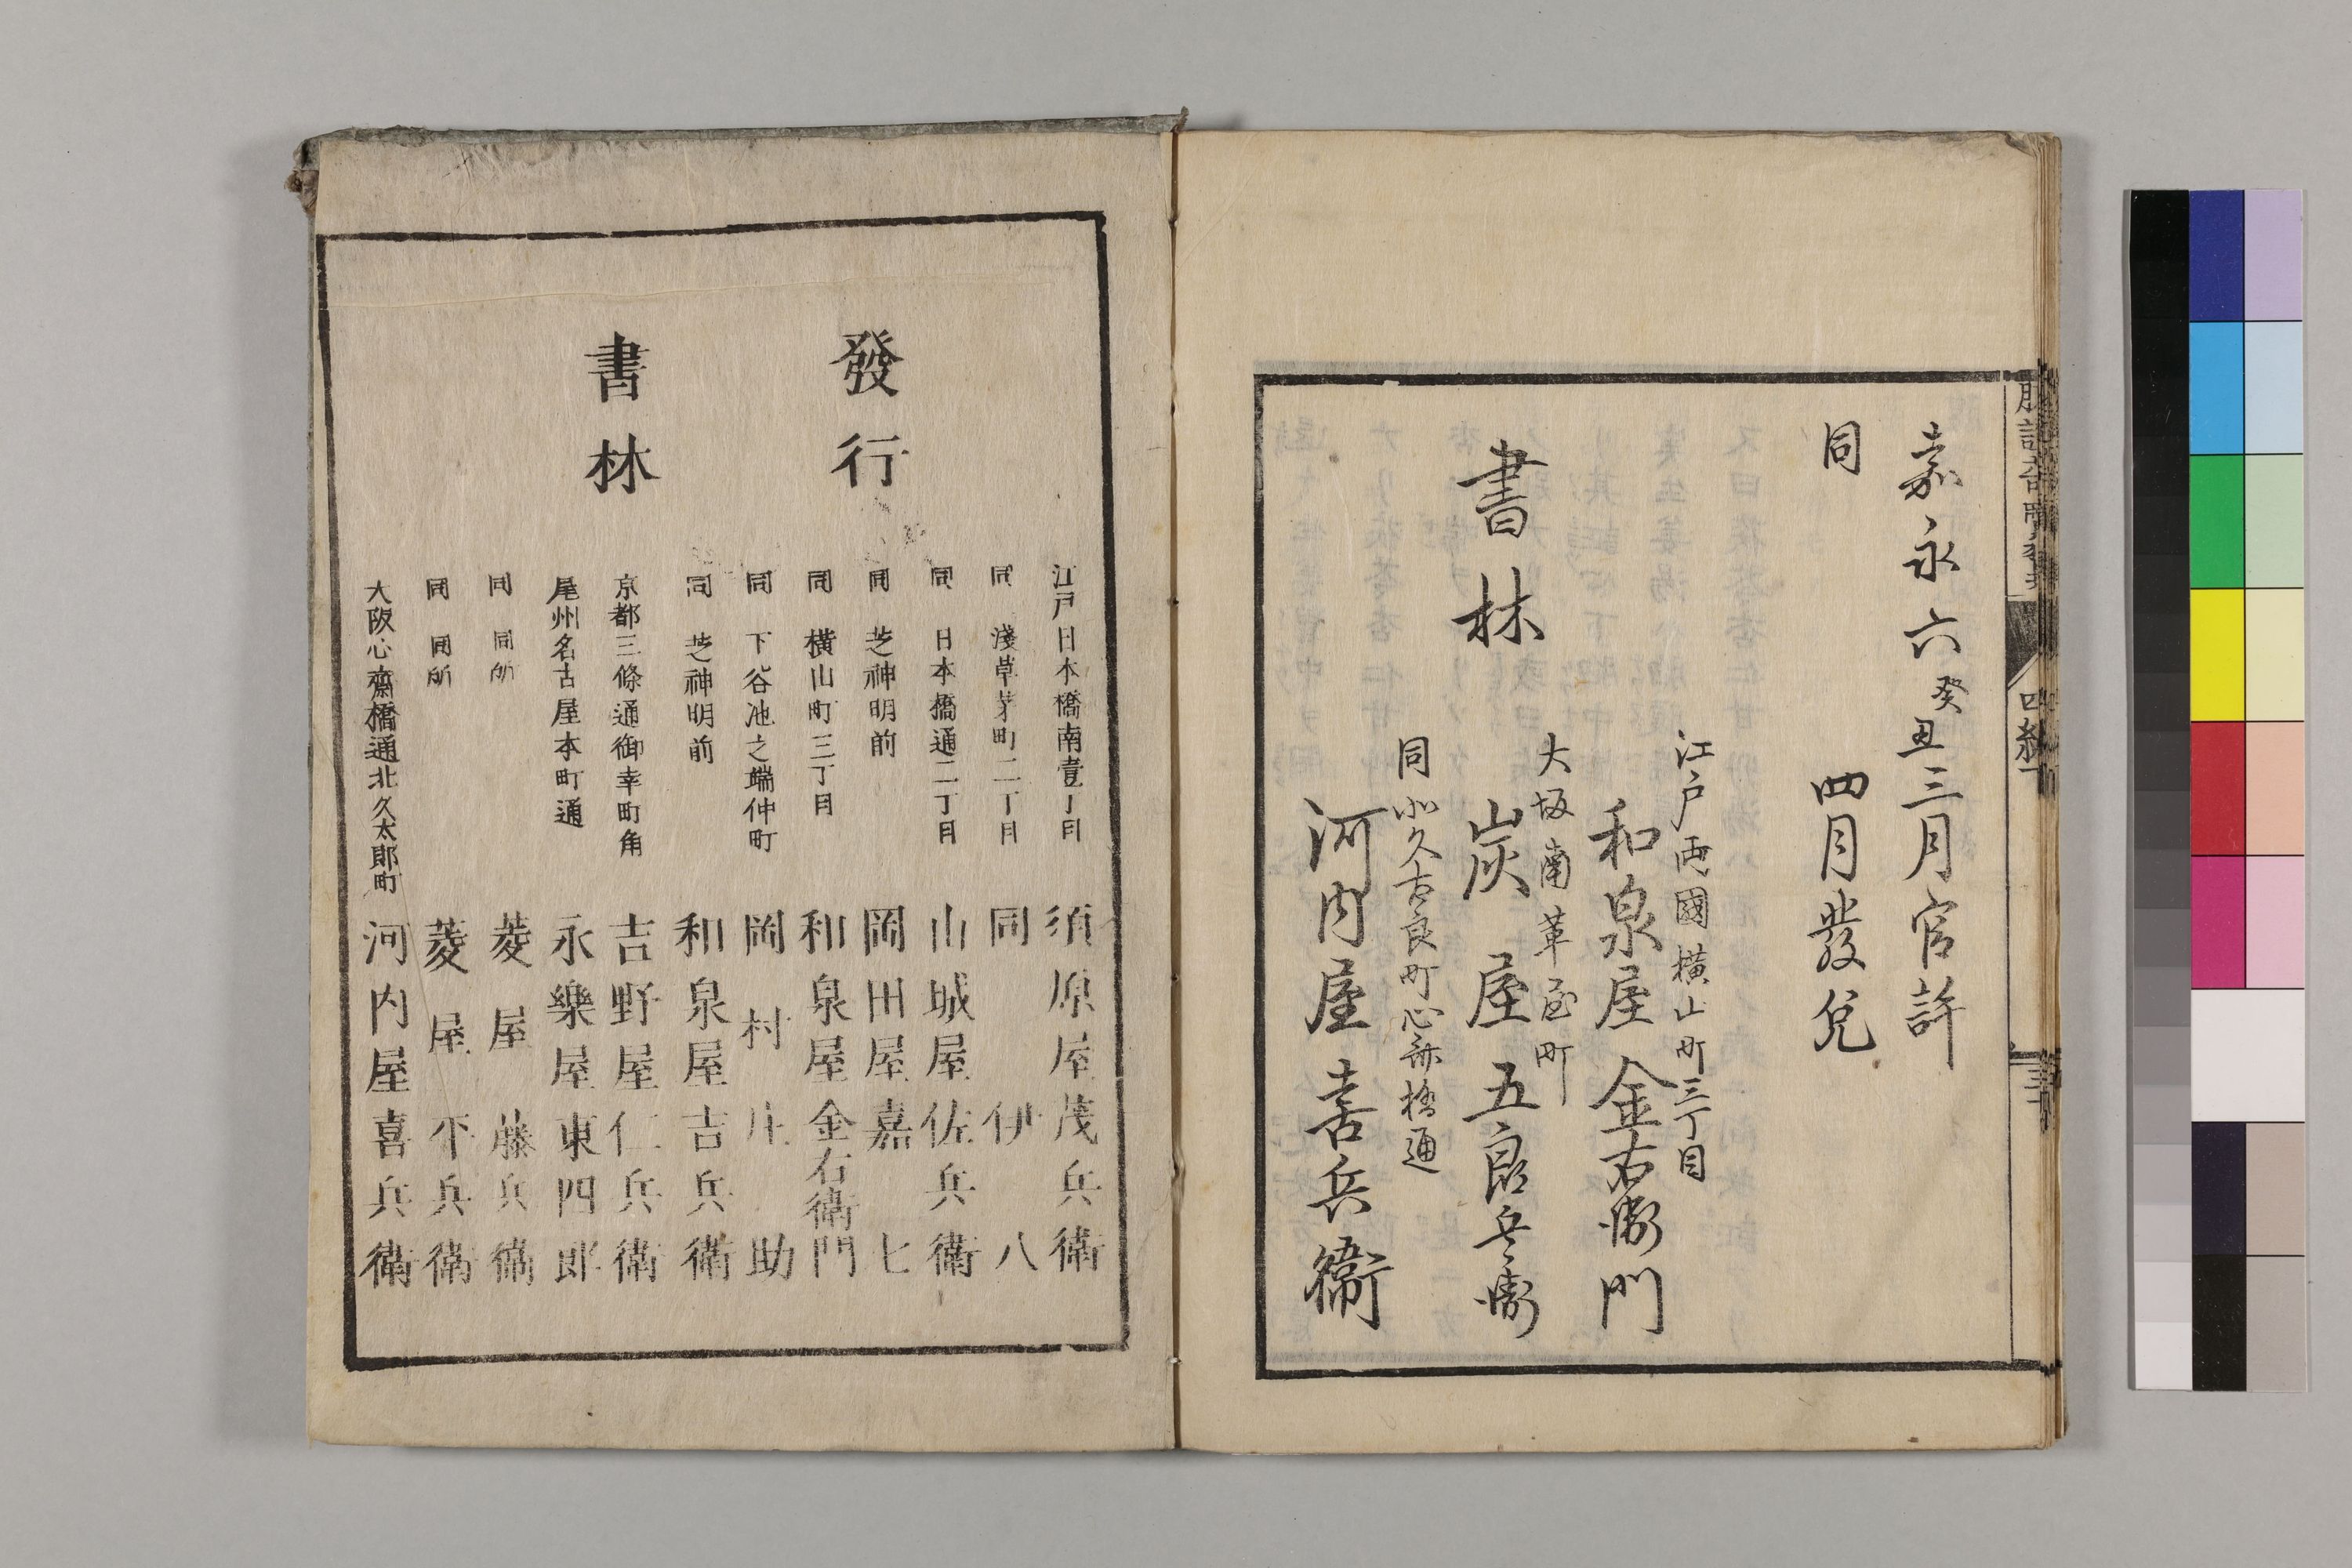 嘉永六癸丑三月官許
同 四月發兌
書林
江戸両國横山町三丁目
和泉屋金右衛門
大坂南革屋町
炭屋五良兵衛
同北久古良町心斎橋通
河内屋喜兵衛
四終
發行
書林
江戸日本橋南壹丁目 須原屋茂兵衛
同 淺草茅町二丁目 同 伊八
同 日本橋通二丁目 山城屋佐兵衛
同 芝神明前 岡田屋嘉七
同 横山町三丁目 和泉屋金右衛門
同 下谷池之端仲町 岡村庄助
同 芝神明前 和泉屋吉兵衛
京都三條通御幸町角 吉野屋仁兵衛
尾州名古屋本町通 永樂屋東四郎
同 同所 菱屋藤兵衛
同 同所 菱屋平兵衛
大阪心齋橋通北久太郎町 河内屋喜兵衛